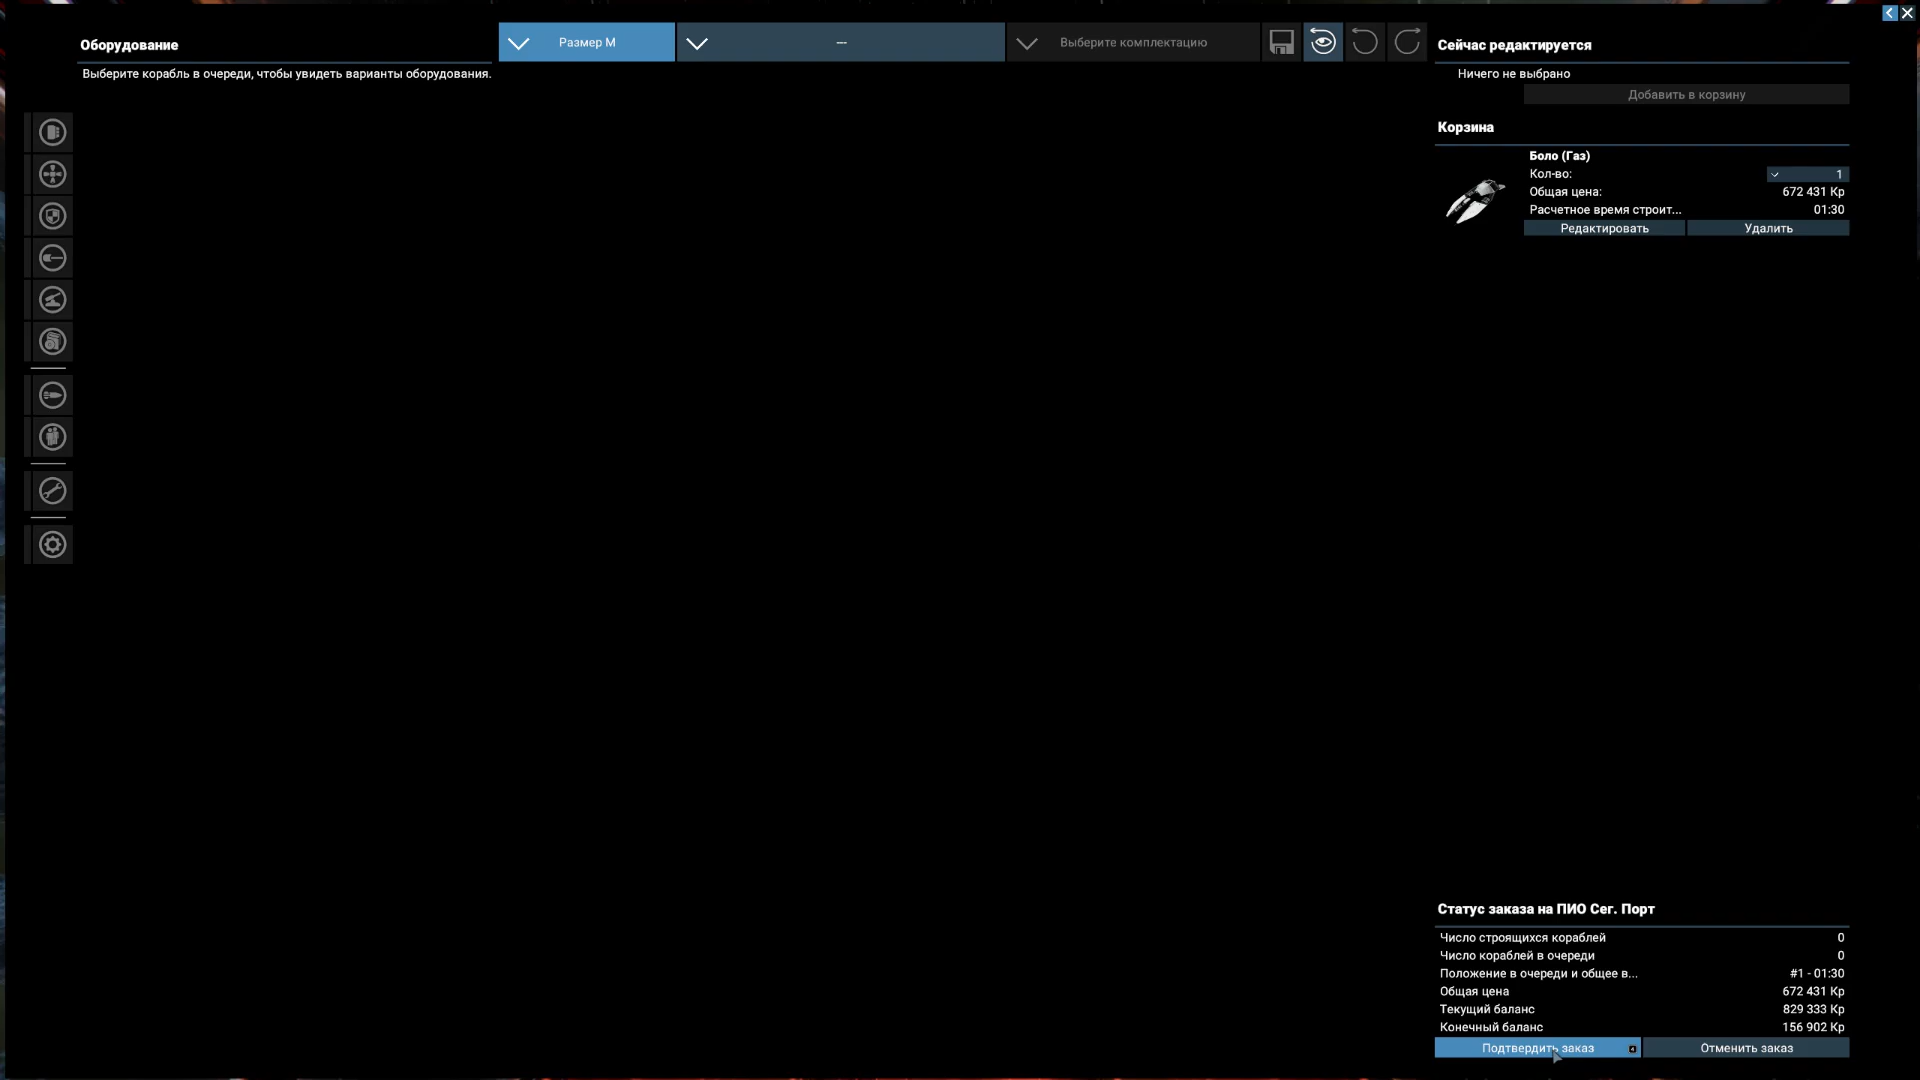 Оборудование
Выберите корабль в очереди, чтобы увидеть варианты оборудования.
Размер M
—
Выберите комплектацию
Сейчас редактируется
Ничего не выбрано
Добавить в корзину
Корзина
Боло (Газ)
Кол-во: 1
Общая цена: 672 431 Кр
Расчетное время строит... 01:30
Редактировать Удалить
Статус заказа на ПИО Сег. Порт
Число строящихся кораблей 0
Число кораблей в очереди 0
Положение в очереди и общее в... #1 - 01:30
Общая цена 672 431 Кр
Текущий баланс 829 333 Кр
Конечный баланс 156 902 Кр
Подтвердить заказ Отменить заказ